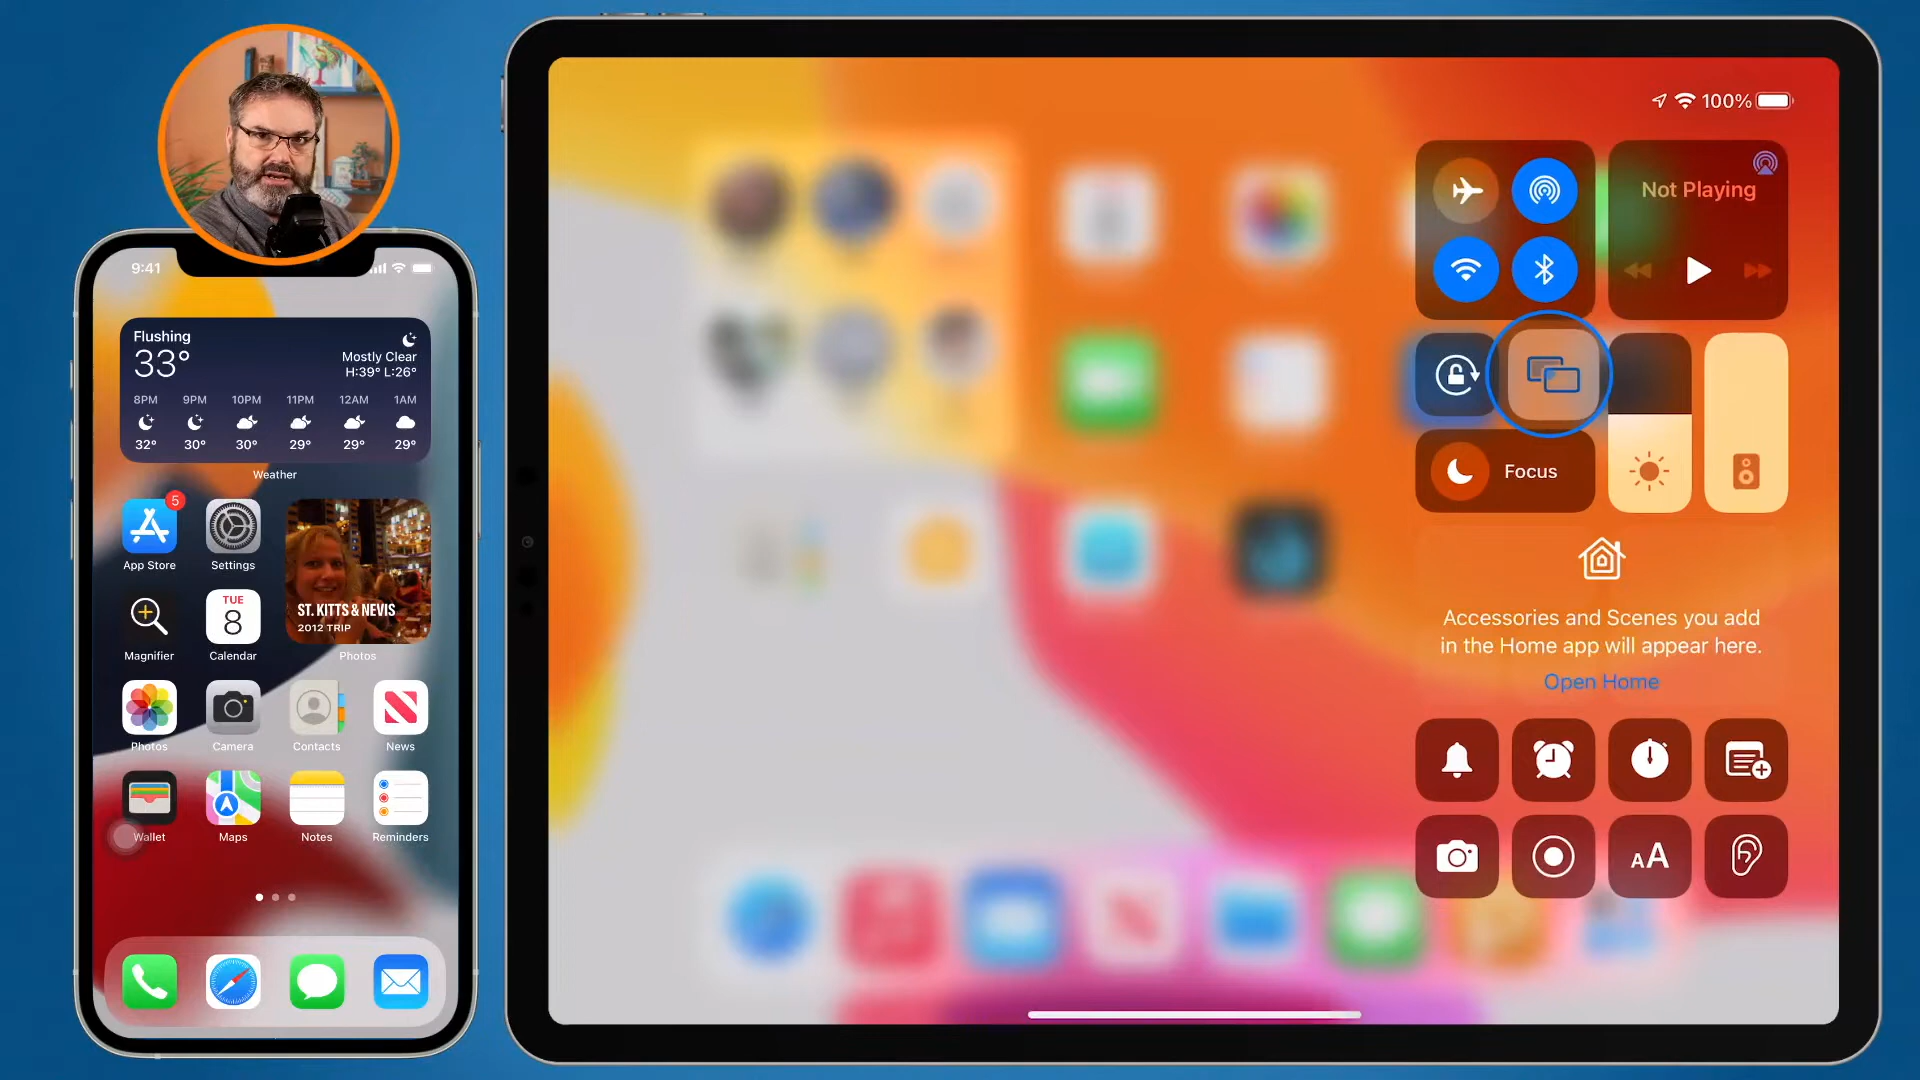 9:41
Flushing
33°
Mostly Clear
H:39° L:26°
8PM 9PM 10PM 11PM 12AM 1AM
32° 30° 30° 29° 29° 29°
Weather
5
App Store Settings
ST. KITTS & NEVIS
2012 TRIP
TUE
8
Magnifier Calendar Photos
Photos Camera Contacts News
Wallet Maps Notes Reminders
100%
Not Playing
Focus
Accessories and Scenes you add
in the Home app will appear here.
Open Home
AA